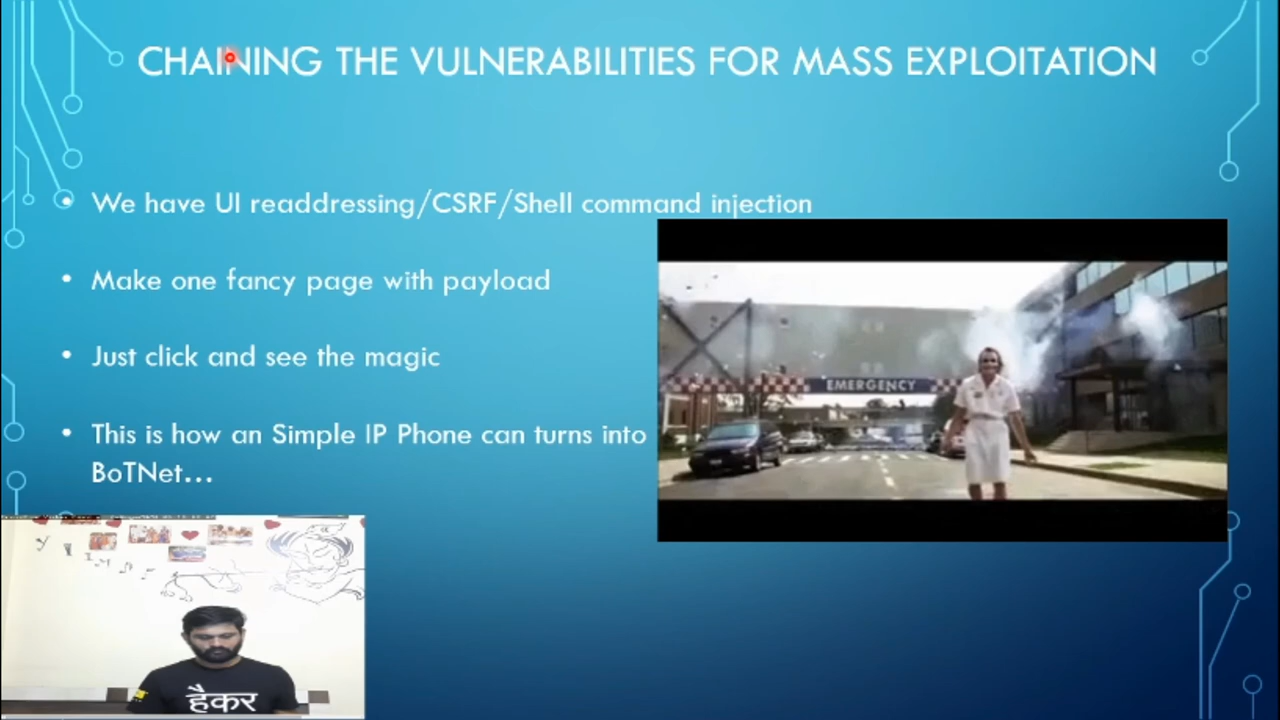 CHAINING THE VULNERABILITIES FOR MASS EXPLOITATION
• We have UI readdressing/CSRF/Shell command injection
• Make one fancy page with payload
• Just click and see the magic
• This is how an Simple IP Phone can turns into
BoTNet...
EMERGENCY
हैकर